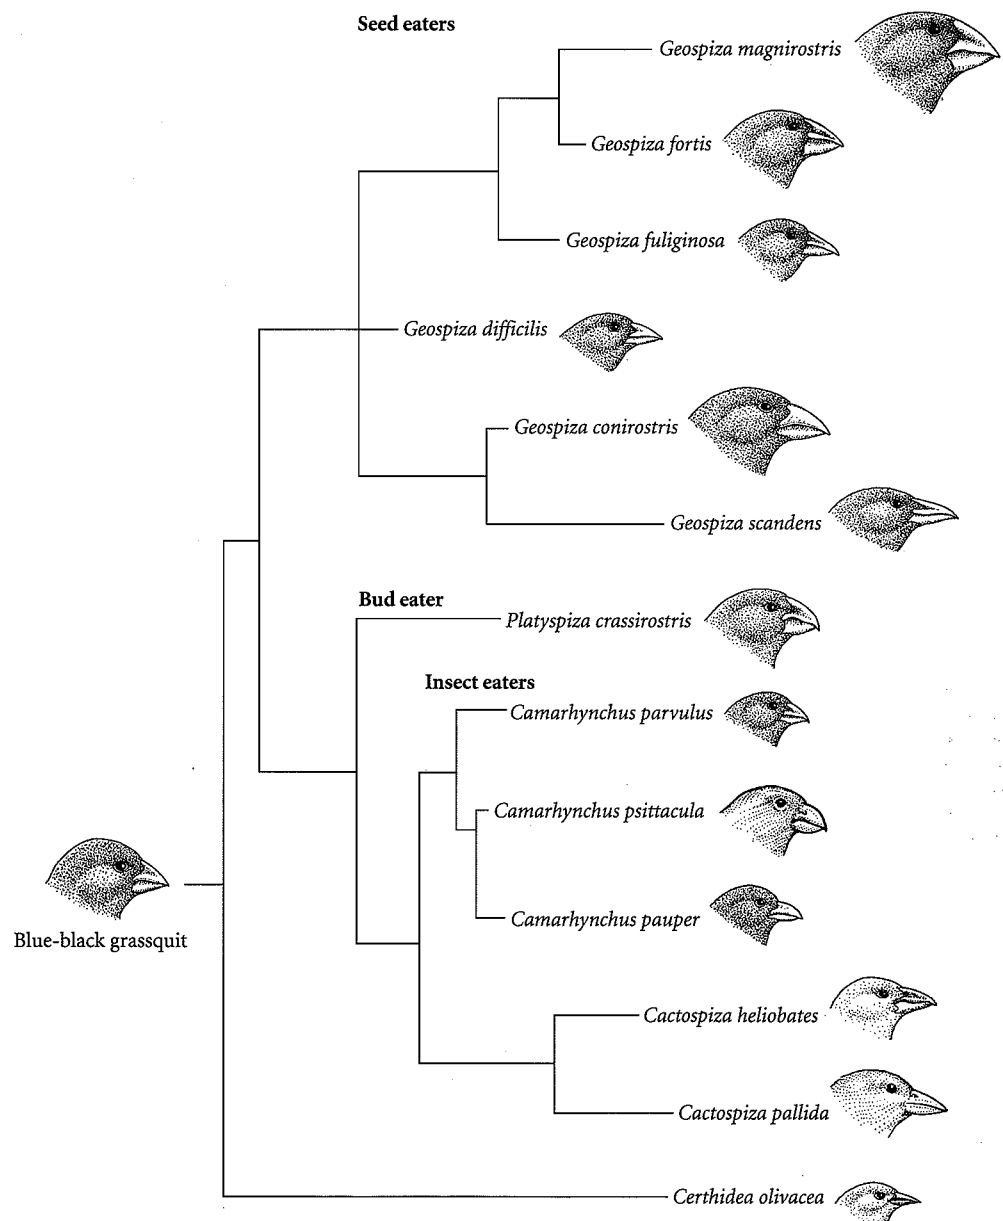 Seed eaters
Geospiza magnirostris
Geospiza fortis
Geospiza fuliginosa
Geospiza difficilis
Geospiza conirostris
Geospiza scandens
Bud eater
Platyspiza crassirostris
Insect eaters
Camarhynchus parvulus
Camarhynchus psittacula
Camarhynchus pauper
Blue-black grassquit
Cactospiza heliobates
Cactospiza pallida
Certhidea olivacea